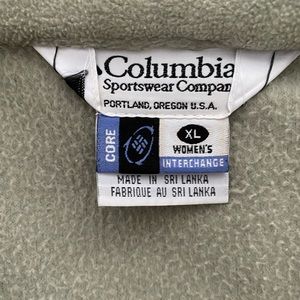 Columbia
Sportswear Compan
PORTLAND, OREGON U.S.A.
CORE
XL
WOMEN'S
INTERCHANGE
MADE IN SRI LANKA
FABRIQUE AU SRI LANKA